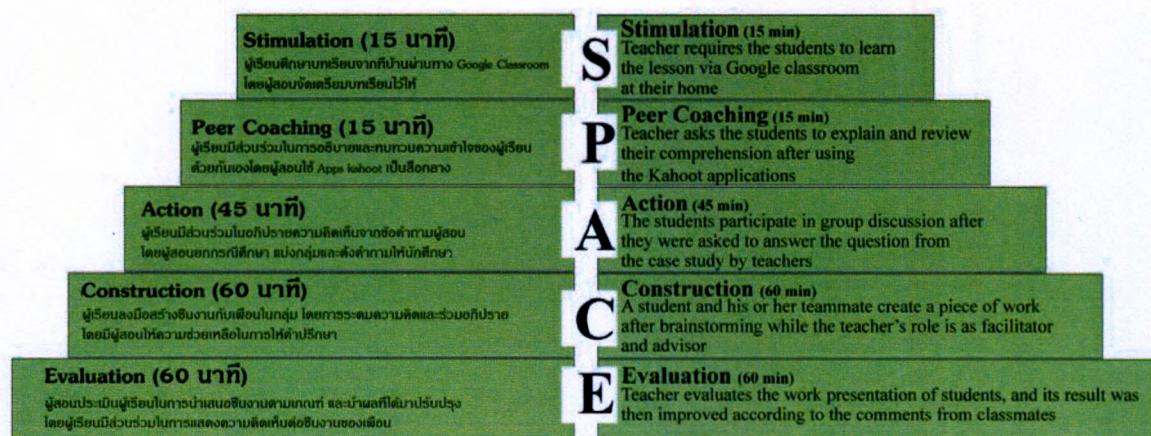 Stimulation (15 นาที)
ผู้เรียนศึกษาบทเรียนจากที่บ้านผ่านทาง Google Classroom
โดยผู้สอนจัดเตรียมบทเรียนไว้ให้
S
Stimulation (15 min)
Teacher requires the students to learn
the lesson via Google classroom
at their home
Peer Coaching (15 นาที)
ผู้เรียนมีส่วนร่วมในการอธิบายและทบทวนความเข้าใจของผู้เรียน
ด้วยกันเองโดยผู้สอนใช้ Apps kahoot เป็นสื่อกลาง
P
Peer Coaching (15 min)
Teacher asks the students to explain and review
their comprehension after using
the Kahoot applications
Action (45 นาที)
ผู้เรียนมีส่วนร่วมในอภิปรายความคิดเห็นจากข้อคำถามผู้สอน
โดยผู้สอนยกกรณีศึกษา แบ่งกลุ่มและตั้งคำถามให้นักศึกษา
A
Action (45 min)
The students participate in group discussion after
they were asked to answer the question from
the case study by teachers
Construction (60 นาที)
ผู้เรียนลงมือสร้างชิ้นงานกับเพื่อนในกลุ่ม โดยการระดมความคิดและร่วมอภิปราย
โดยมีผู้สอนให้ความช่วยเหลือในการให้คำปรึกษา
C
Construction (60 min)
A student and his or her teammate create a piece of work
after brainstorming while the teacher's role is as facilitator
and advisor
Evaluation (60 นาที)
ผู้สอนประเมินผู้เรียนในการนำเสนอชิ้นงานตามเกณฑ์ และนำผลที่ได้มาปรับปรุง
โดยผู้เรียนมีส่วนร่วมในการแสดงความคิดเห็นต่อชิ้นงานของเพื่อน
E
Evaluation (60 min)
Teacher evaluates the work presentation of students, and its result was
then improved according to the comments from classmates